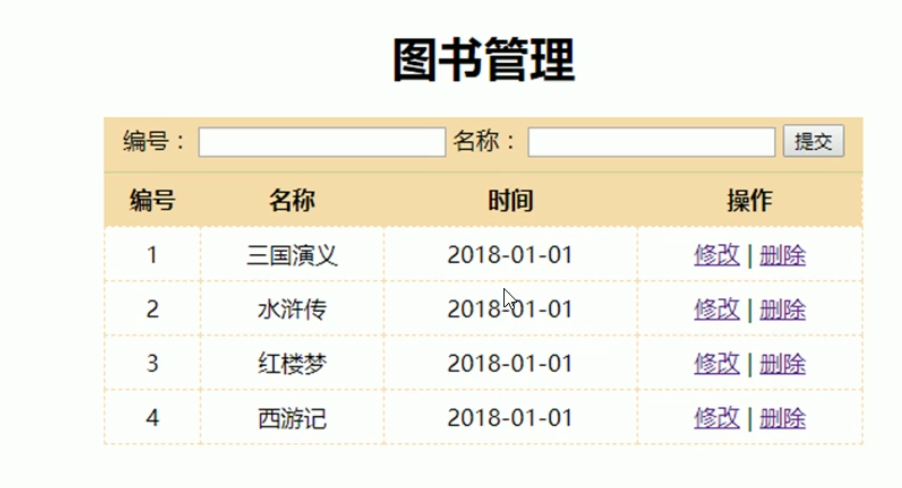 图书管理
编号： 名称： 提交
编号 名称 时间 操作
1 三国演义 2018-01-01 修改 | 删除
2 水浒传 2018-01-01 修改 | 删除
3 红楼梦 2018-01-01 修改 | 删除
4 西游记 2018-01-01 修改 | 删除